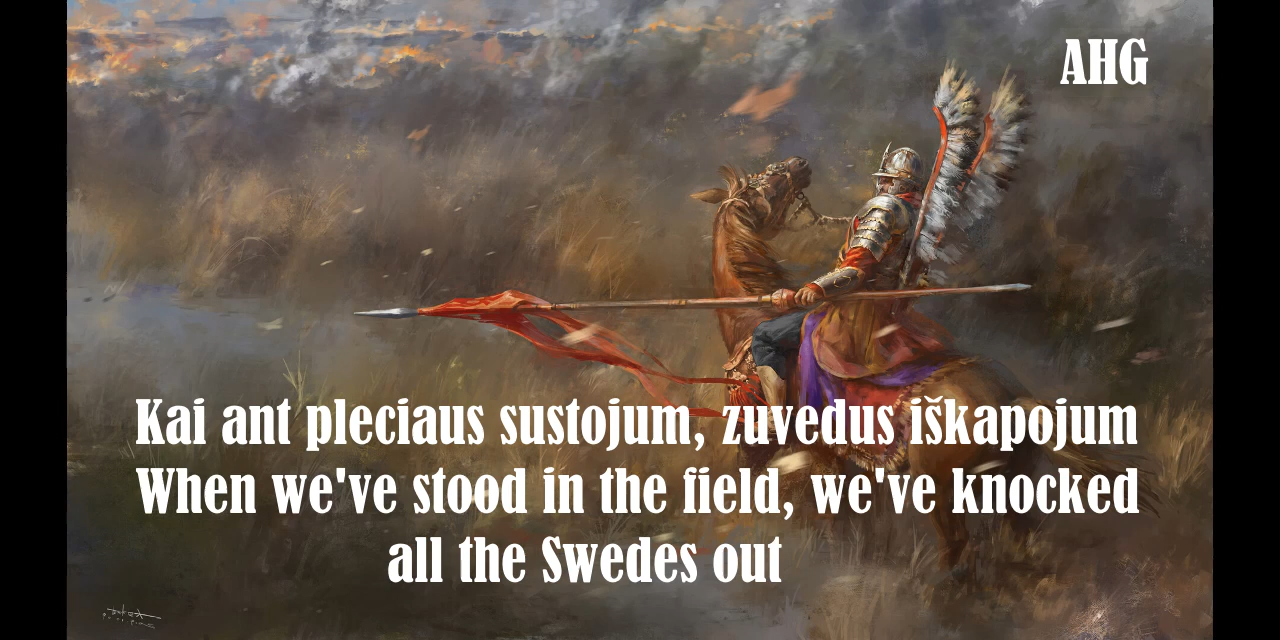 AHG
Kai ant pleciaus sustojum, zuvedus iškapojum
When we've stood in the field, we've knocked
all the Swedes out